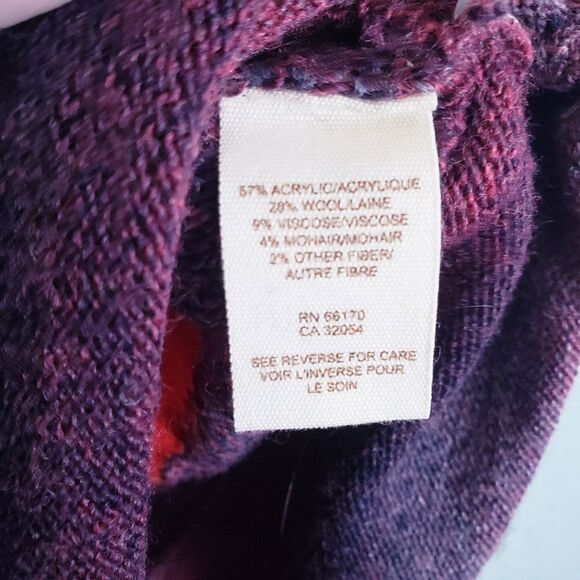 57% ACRYLIC/ACRYLIQUE
28% WOOL/LAINE
9% VISCOSE/VISCOSE
4% MOHAIR/MOHAIR
2% OTHER FIBER/
AUTRE FIBRE
RN 66170
CA 32054
SEE REVERSE FOR CARE
VOIR L'INVERSE POUR
LE SOIN